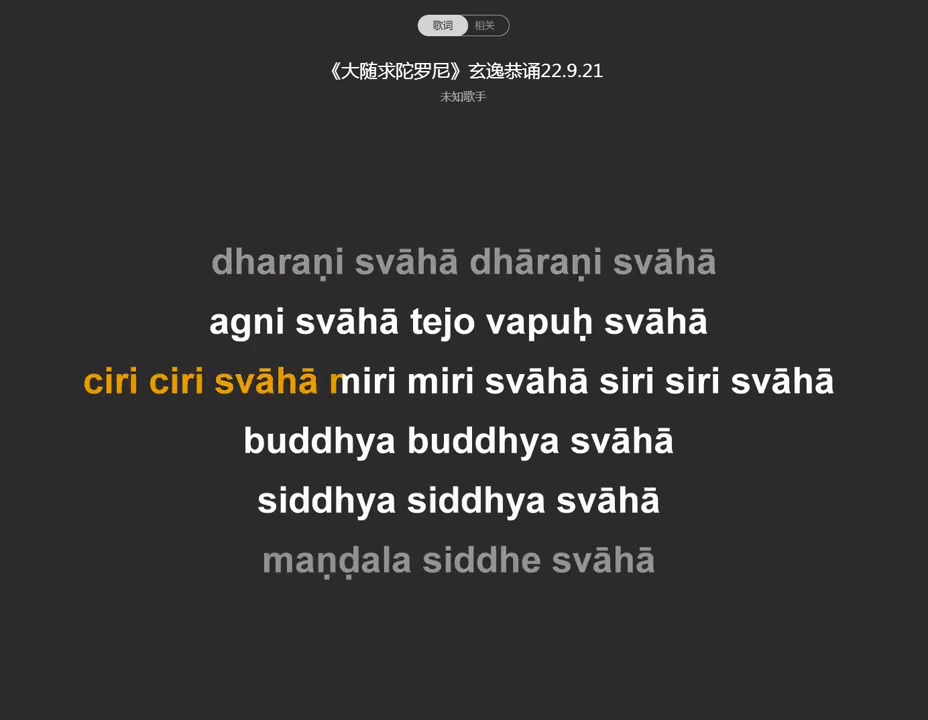 歌词 相关
《大随求陀罗尼》玄逸恭诵22.9.21
未知歌手
dharaṇi svāhā dhāraṇi svāhā
agni svāhā tejo vapuḥ svāhā
ciri ciri svāhā miri miri svāhā siri siri svāhā
buddhya buddhya svāhā
siddhya siddhya svāhā
maṇḍala siddhe svāhā